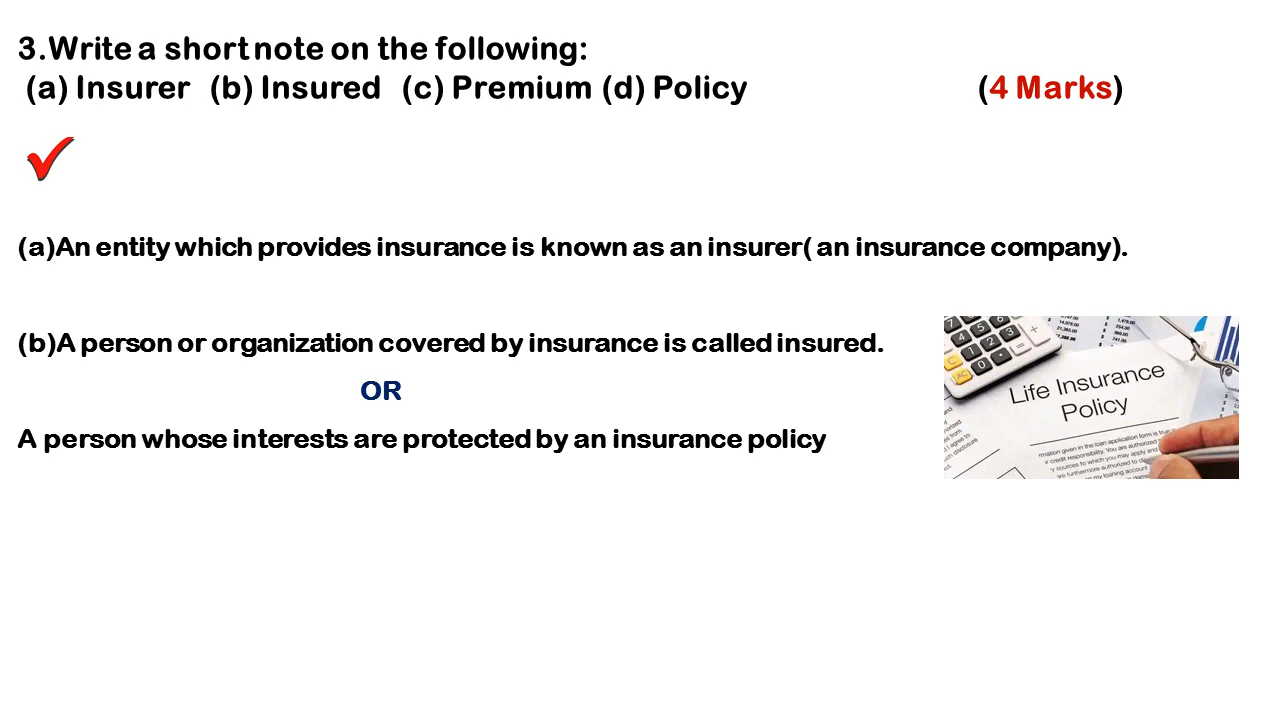 3.Write a short note on the following:
(a) Insurer (b) Insured (c) Premium (d) Policy (4 Marks)
(a)An entity which provides insurance is known as an insurer( an insurance company).
(b)A person or organization covered by insurance is called insured.
OR
A person whose interests are protected by an insurance policy
Life Insurance
Policy